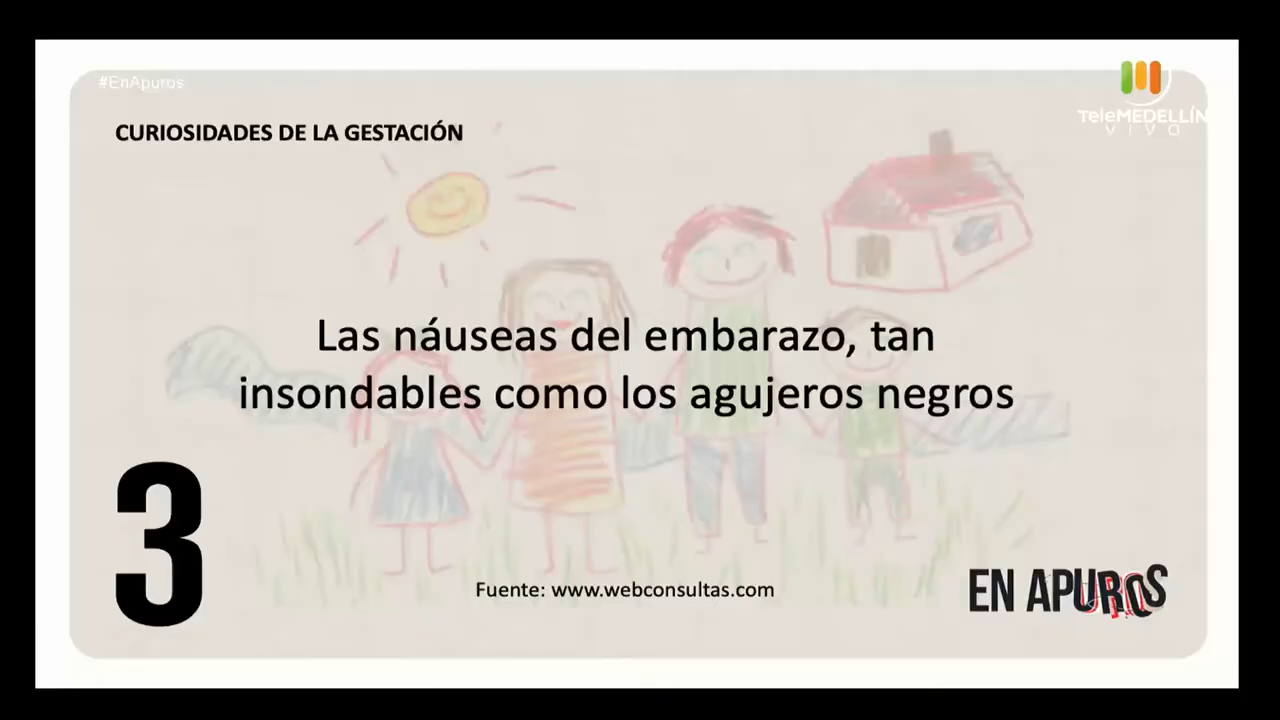 #EnApuros
TeleMEDELLÍN
VIVO
CURIOSIDADES DE LA GESTACIÓN
Las náuseas del embarazo, tan
insondables como los agujeros negros
3
Fuente: www.webconsultas.com
EN APUROS